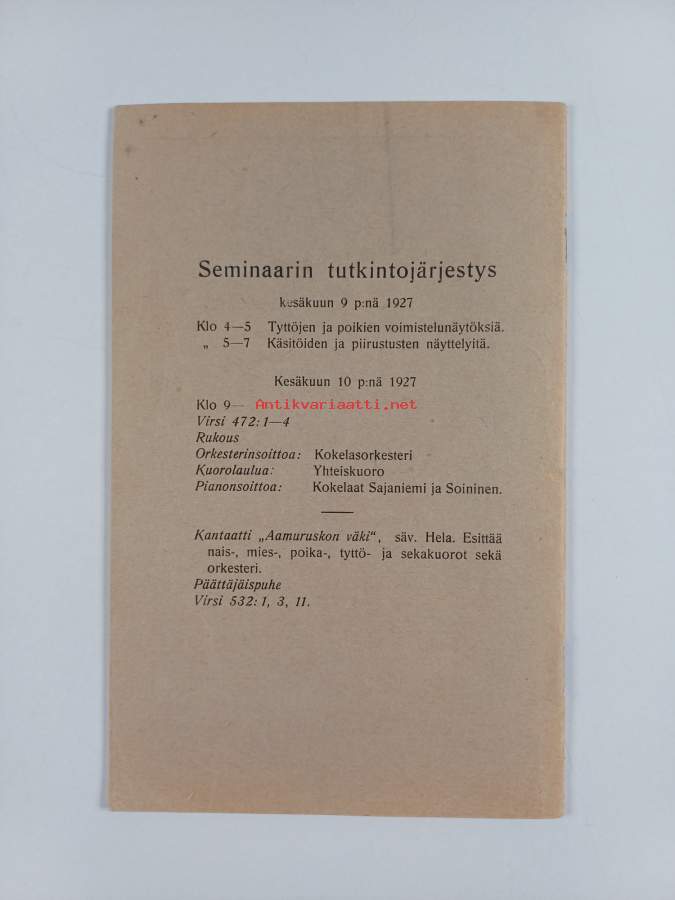 Seminaarin tutkintojärjestys
kesäkuun 9 p:nä 1927
Klo 4—5 Tyttöjen ja poikien voimistelunäytöksiä.
„ 5—7 Käsitöiden ja piirustusten näyttelyitä.
Kesäkuun 10 p:nä 1927
Klo 9— Antikvariaatti.net
Virsi 472: 1—4
Rukous
Orkesterinsoittoa: Kokelasorkesteri
Kuorolaulua: Yhteiskuoro
Pianonsoittoa: Kokelaat Sajaniemi ja Soininen.
Kantaatti „Aamuruskon väki“, säv. Hela. Esittää
nais-, mies-, poika-, tyttö- ja sekakuorot sekä
orkesteri.
Päättäjäispuhe
Virsi 532: 1, 3, 11.